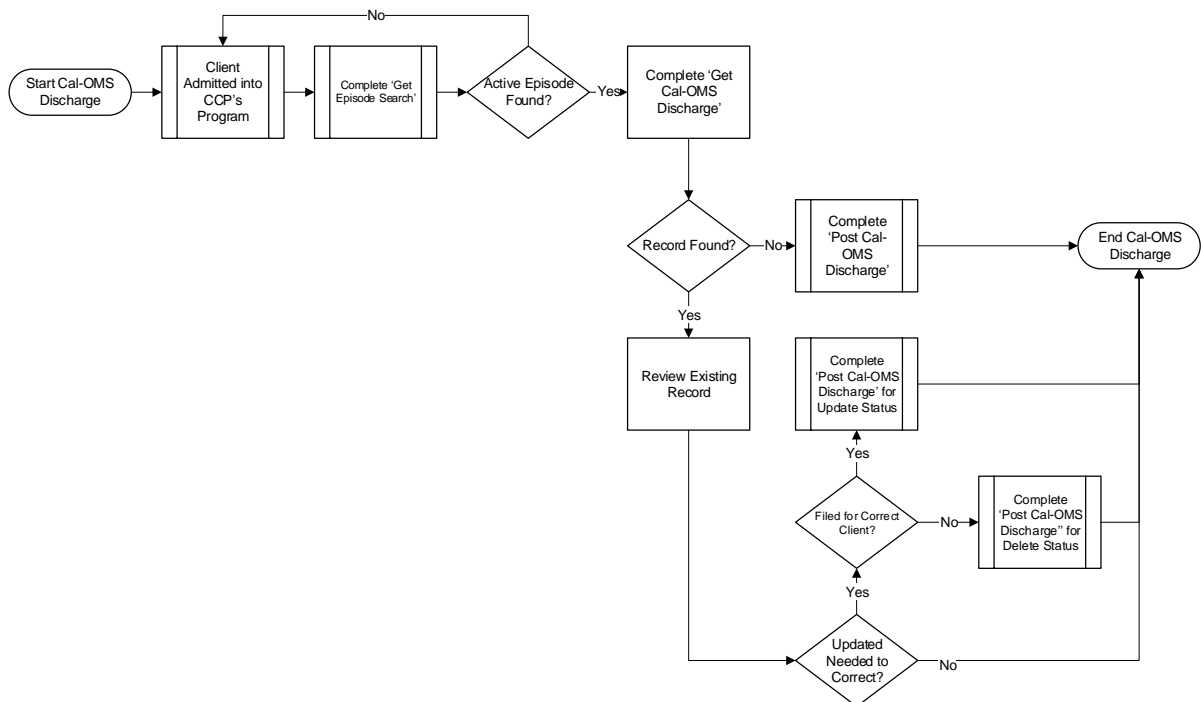 No
Start Cal-OMS
Discharge
Client
Admitted into
CCP's
Program
Complete ‘Get
Episode Search’
Active Episode
Found?
Yes
Complete ‘Get
Cal-OMS
Discharge’
Record Found?
No
Complete
‘Post Cal-
OMS
Discharge’
End Cal-OMS
Discharge
Yes
Review Existing
Record
Complete
‘Post Cal-OMS
Discharge’ for
Update Status
Yes
Filed for Correct
Client?
No
Complete
‘Post Cal-OMS
Discharge’’ for
Delete Status
Yes
Updated
Needed to
Correct?
No